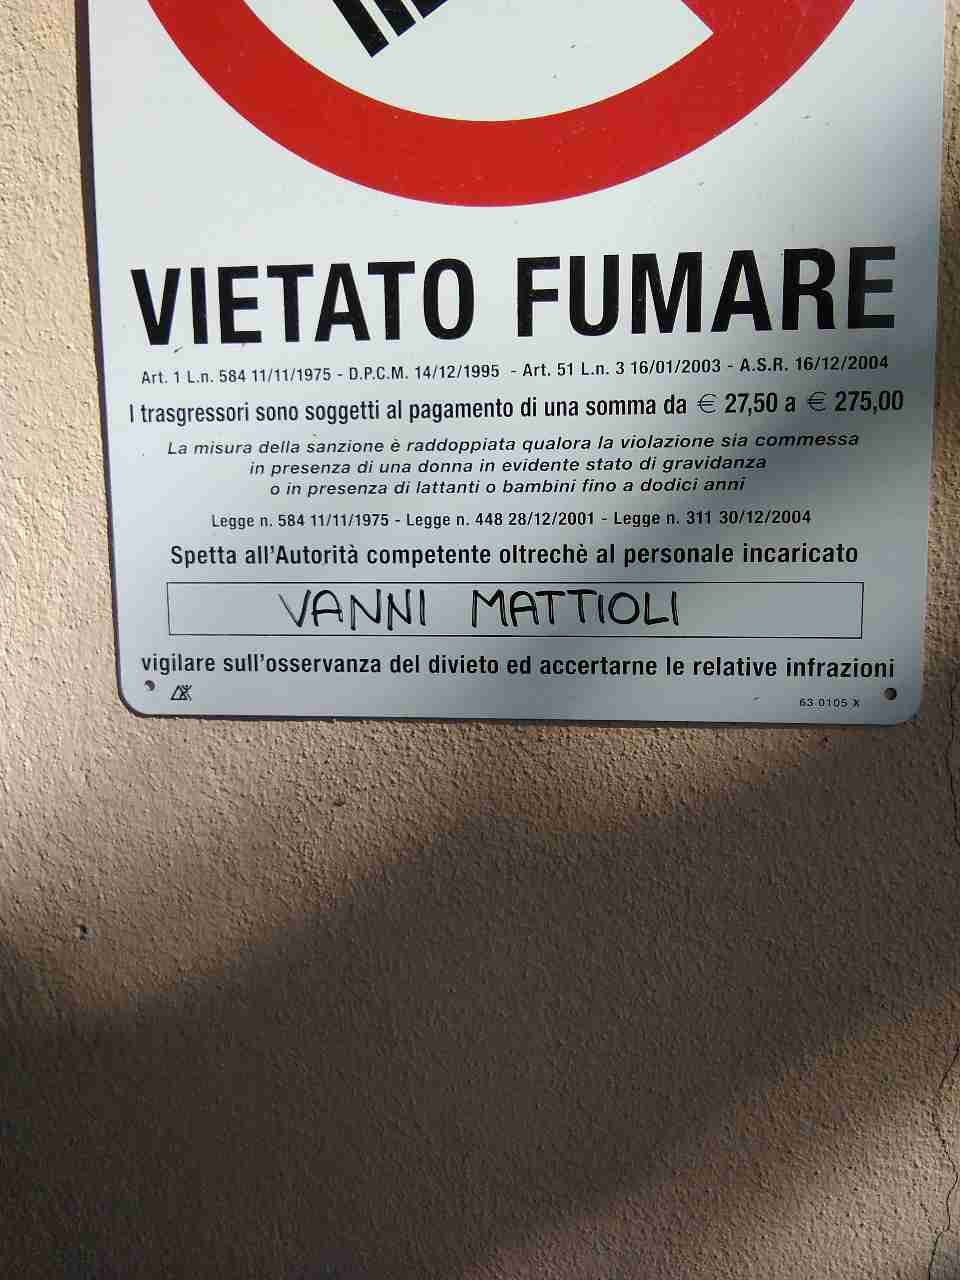 VIETATO FUMARE
Art. 1 L.n. 584 11/11/1975 - D.P.C.M. 14/12/1995 - Art. 51 L.n. 3 16/01/2003 - A.S.R. 16/12/2004
I trasgressori sono soggetti al pagamento di una somma da € 27,50 a € 275,00
La misura della sanzione è raddoppiata qualora la violazione sia commessa
in presenza di una donna in evidente stato di gravidanza
o in presenza di lattanti o bambini fino a dodici anni
Legge n. 584 11/11/1975 - Legge n. 448 28/12/2001 - Legge n. 311 30/12/2004
Spetta all'Autorità competente oltrechè al personale incaricato
VANNI MATTIOLI
vigilare sull'osservanza del divieto ed accertarne le relative infrazioni
63 0105 X